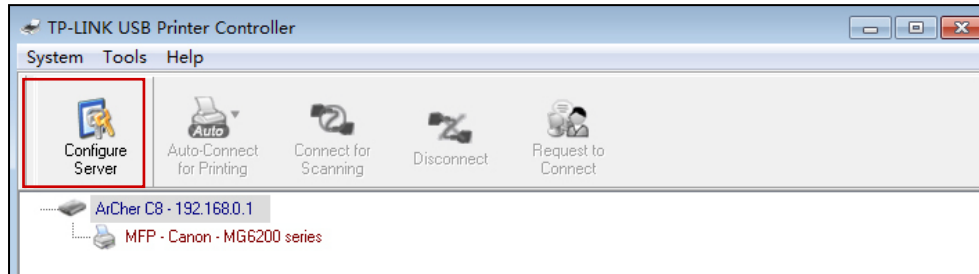 TP-LINK USB Printer Controller
System Tools Help
Auto
Configure Server
Auto-Connect for Printing
Connect for Scanning
Disconnect
Request to Connect
ArCher C8 - 192.168.0.1
MFP - Canon - MG6200 series